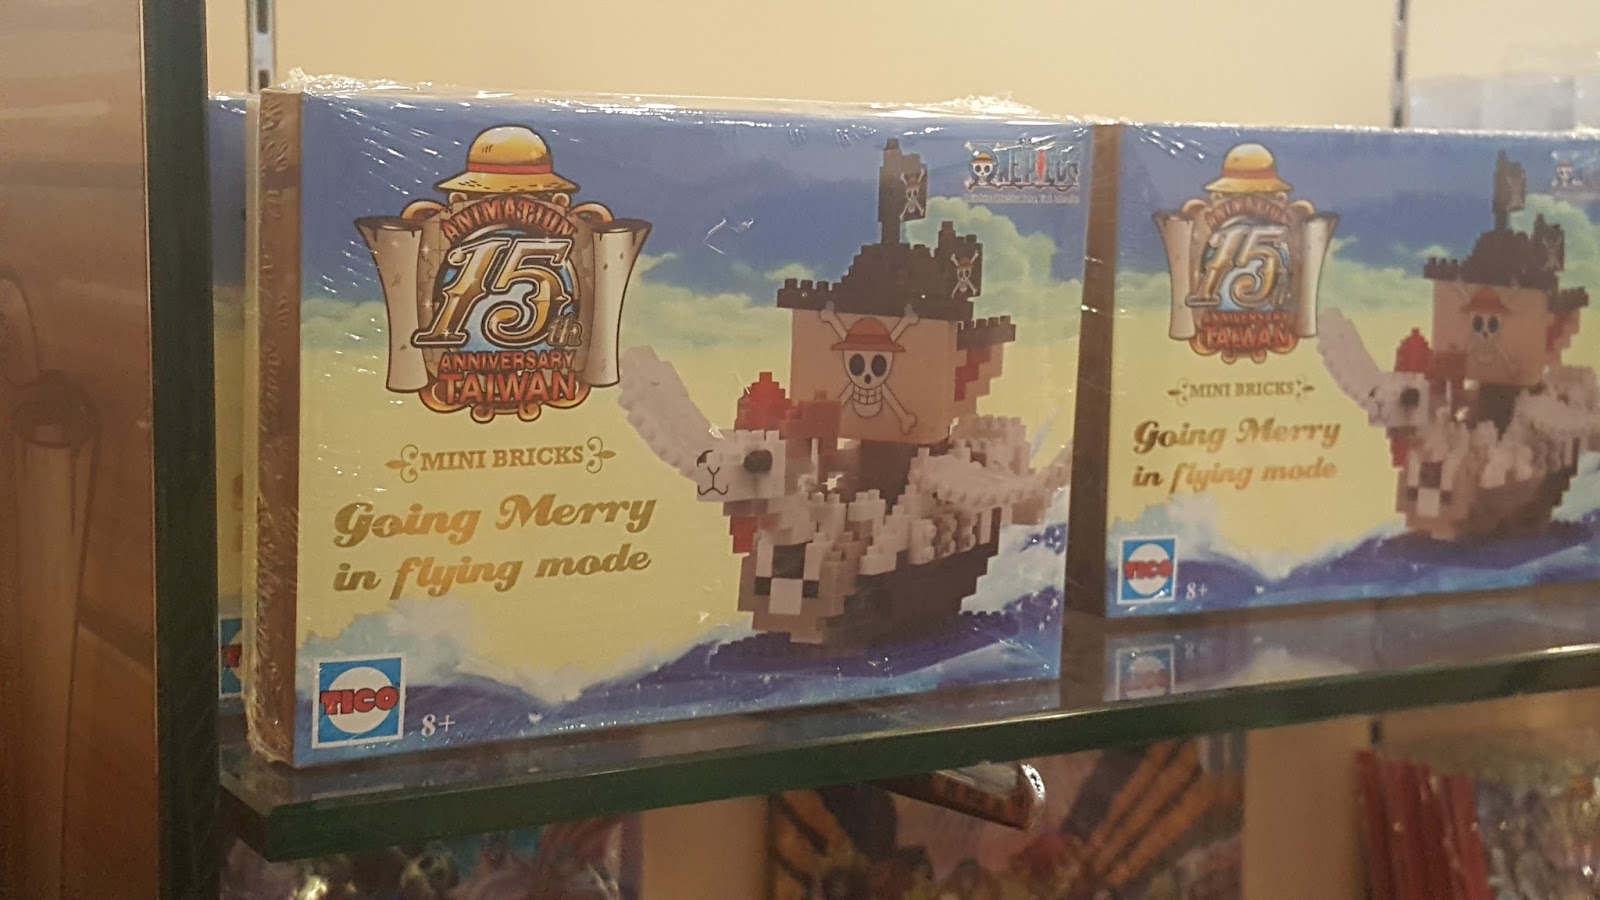 ANIMATION
15th
ANNIVERSARY
TAIWAN
ONE PIECE
MINI BRICKS
Going Merry
in flying mode
TICO
8+
ANIMATION
15th
ANNIVERSARY
TAIWAN
MINI BRICKS
Going Merry
in flying mode
TICO
8+